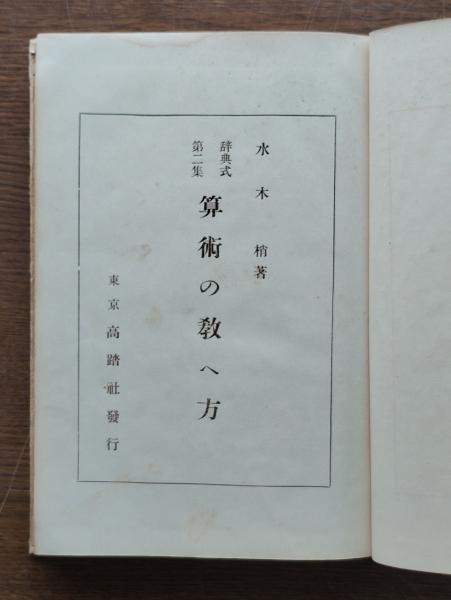 水木梢著
辞典式
第二集
算術の教へ方
東京高踏社發行